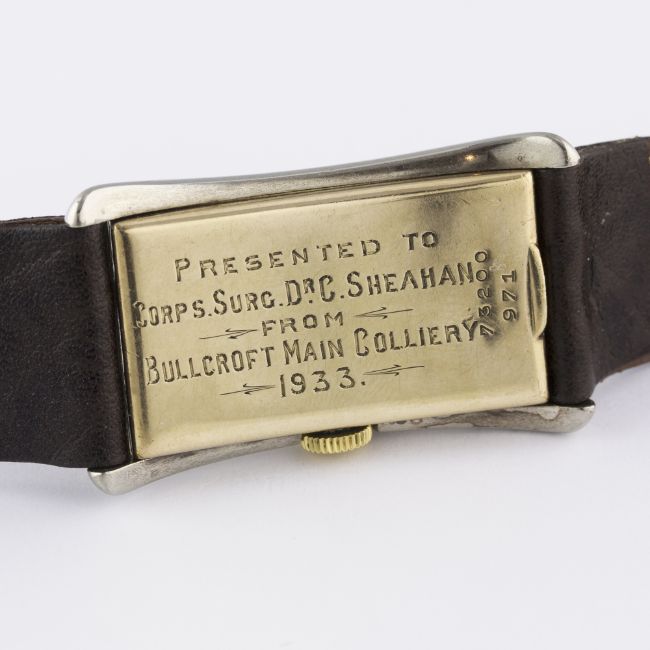 PRESENTED TO
CORPS. SURG. DR C. SHEAHAN
FROM
BULLCROFT MAIN COLLIERY
1933.
73200
971